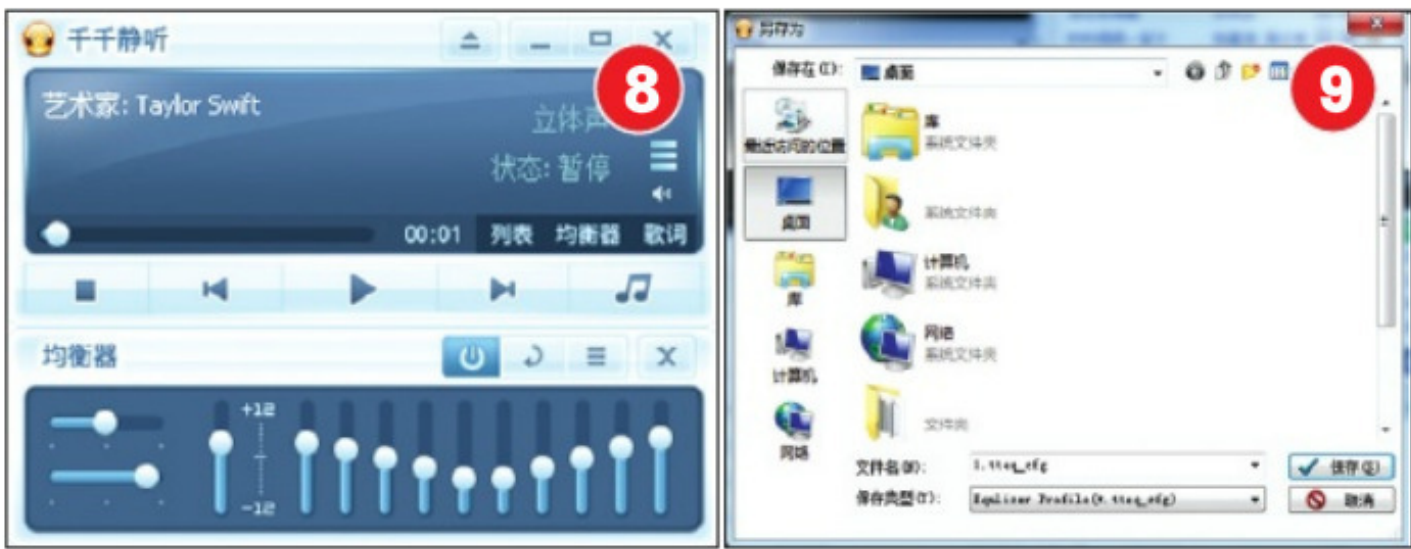 千千静听
8
艺术家: Taylor Swift
立体声
状态: 暂停
00:01 列表 均衡器 歌词
均衡器
+12
-12
另存为
9
保存在(I):
桌面
最近访问的位置
桌面
库
计算机
网络
库
系统文件夹
系统文件夹
计算机
系统文件夹
网络
系统文件夹
文件夹
文件名(N): 1.tteq_cfg
保存(S)
保存类型(T): Equlizer Profile(*.tteq_cfg)
取消